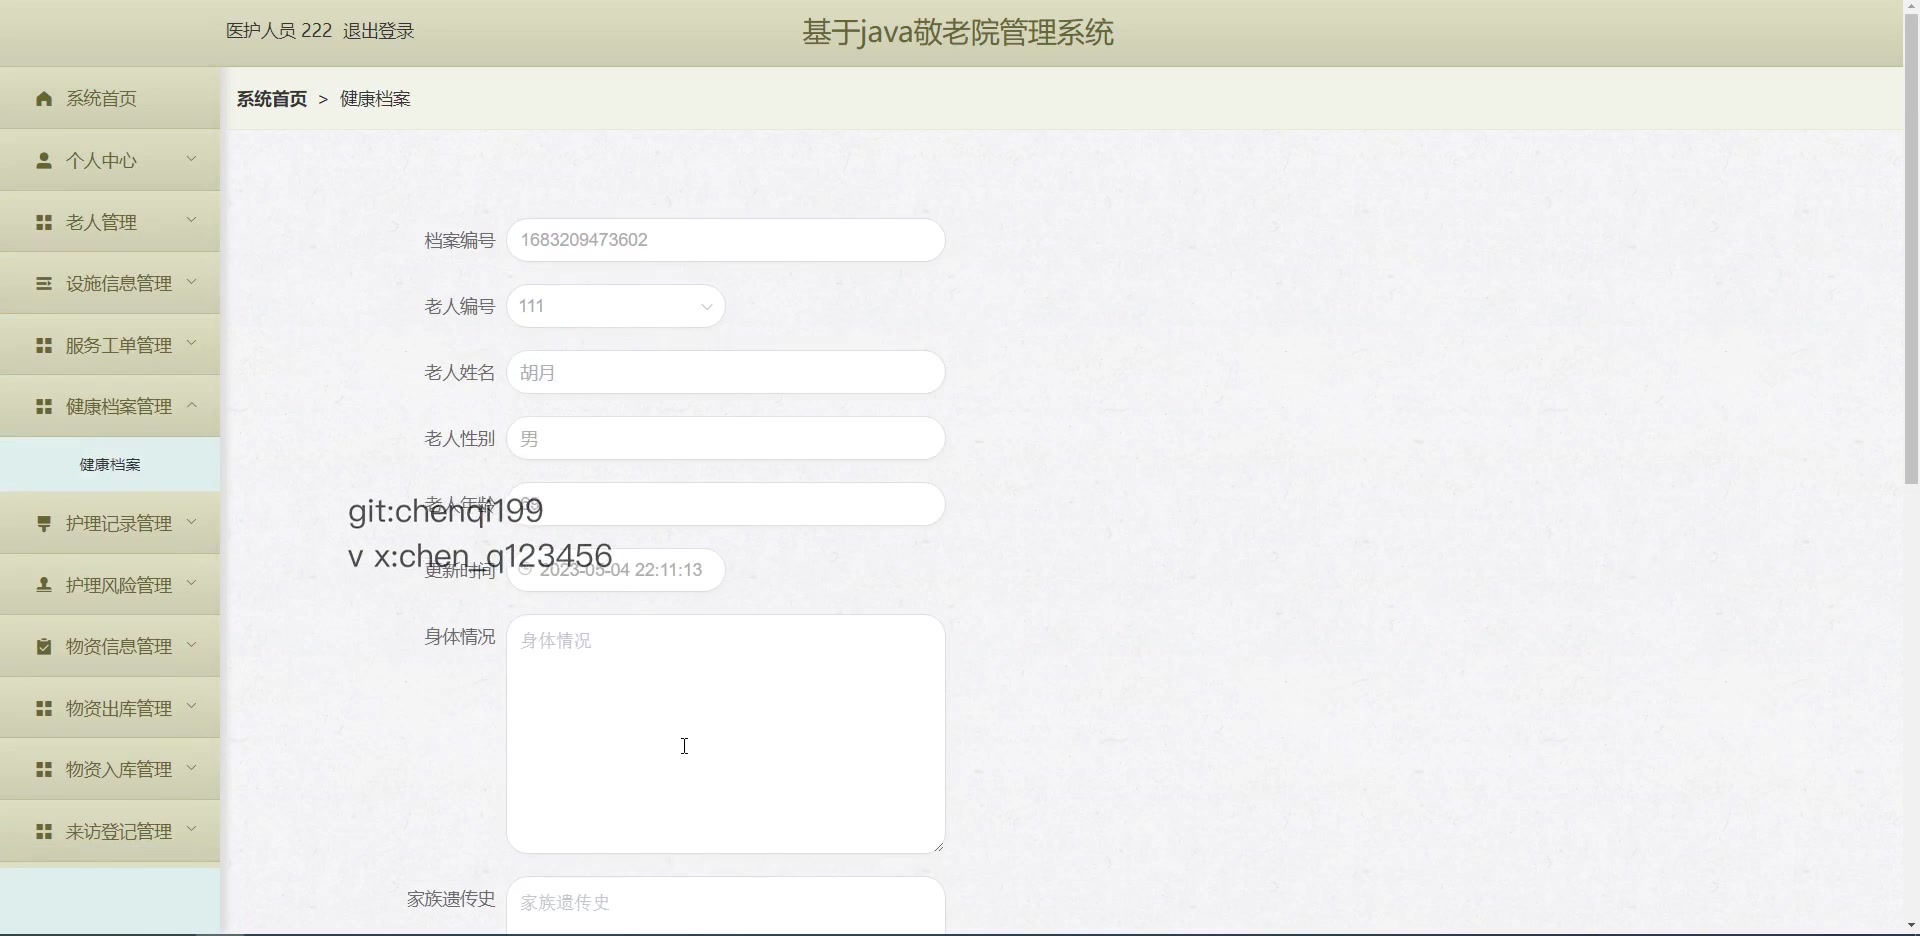 医护人员 222 退出登录
基于java敬老院管理系统
系统首页
个人中心
老人管理
设施信息管理
服务工单管理
健康档案管理
健康档案
护理记录管理
护理风险管理
物资信息管理
物资出库管理
物资入库管理
来访登记管理
系统首页 > 健康档案
档案编号 1683209473602
老人编号 111
老人姓名 胡月
老人性别 男
老人年龄
git:chenqi199
v x:chen_q123456
更新时间 2023-05-04 22:11:13
身体情况 身体情况
家族遗传史 家族遗传史